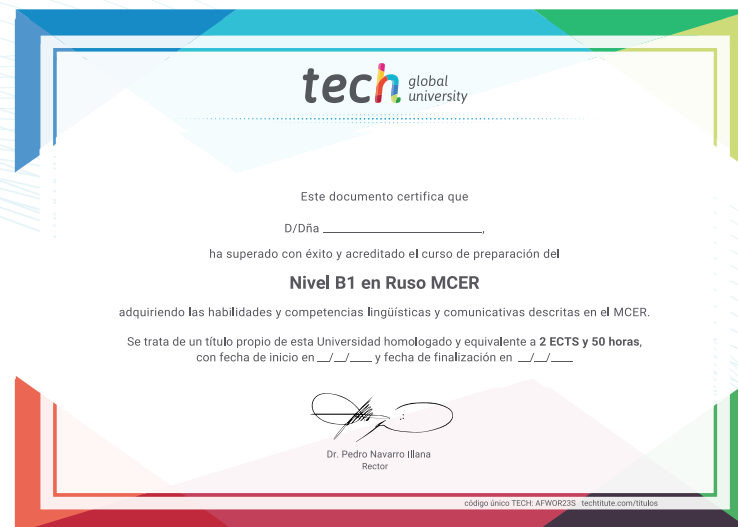 tech global university
Este documento certifica que
D/Dña ____________________,
ha superado con éxito y acreditado el curso de preparación del
Nivel B1 en Ruso MCER
adquiriendo las habilidades y competencias lingüísticas y comunicativas descritas en el MCER.
Se trata de un título propio de esta Universidad homologado y equivalente a 2 ECTS y 50 horas,
con fecha de inicio en __/__/____ y fecha de finalización en __/__/____
Dr. Pedro Navarro Illana
Rector
código único TECH: AFWOR23S techtitute.com/titulos